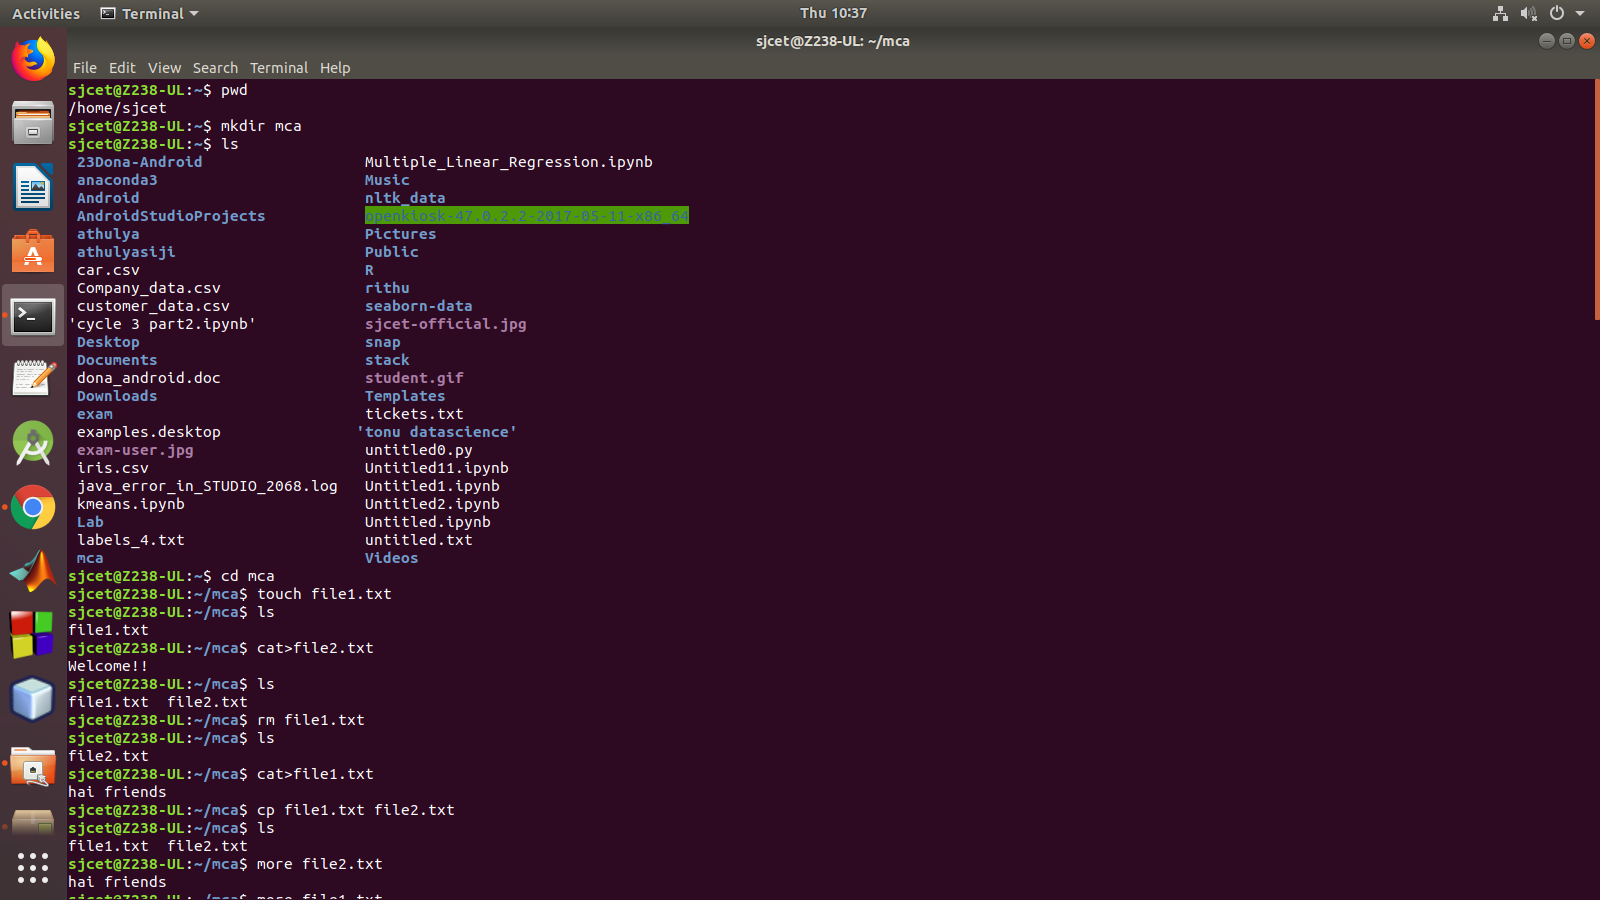 Activities Terminal Thu 10:37
sjcet@Z238-UL: ~/mca
File Edit View Search Terminal Help
sjcet@Z238-UL:~$ pwd
/home/sjcet
sjcet@Z238-UL:~$ mkdir mca
sjcet@Z238-UL:~$ ls
23Dona-Android Multiple_Linear_Regression.ipynb
anaconda3 Music
Android nltk_data
AndroidStudioProjects openkiosk-47.0.2.2-2017-05-11-x86_64
athulya Pictures
athulyasiji Public
car.csv R
Company_data.csv rithu
customer_data.csv seaborn-data
'cycle 3 part2.ipynb' sjcet-official.jpg
Desktop snap
Documents stack
dona_android.doc student.gif
Downloads Templates
exam tickets.txt
examples.desktop 'tonu datascience'
exam-user.jpg untitled0.py
iris.csv Untitled11.ipynb
java_error_in_STUDIO_2068.log Untitled1.ipynb
kmeans.ipynb Untitled2.ipynb
Lab Untitled.ipynb
labels_4.txt untitled.txt
mca Videos
sjcet@Z238-UL:~$ cd mca
sjcet@Z238-UL:~/mca$ touch file1.txt
sjcet@Z238-UL:~/mca$ ls
file1.txt
sjcet@Z238-UL:~/mca$ cat>file2.txt
Welcome!!
sjcet@Z238-UL:~/mca$ ls
file1.txt file2.txt
sjcet@Z238-UL:~/mca$ rm file1.txt
sjcet@Z238-UL:~/mca$ ls
file2.txt
sjcet@Z238-UL:~/mca$ cat>file1.txt
hai friends
sjcet@Z238-UL:~/mca$ cp file1.txt file2.txt
sjcet@Z238-UL:~/mca$ ls
file1.txt file2.txt
sjcet@Z238-UL:~/mca$ more file2.txt
hai friends
sjcet@Z238-UL:~/mca$ more file1.txt